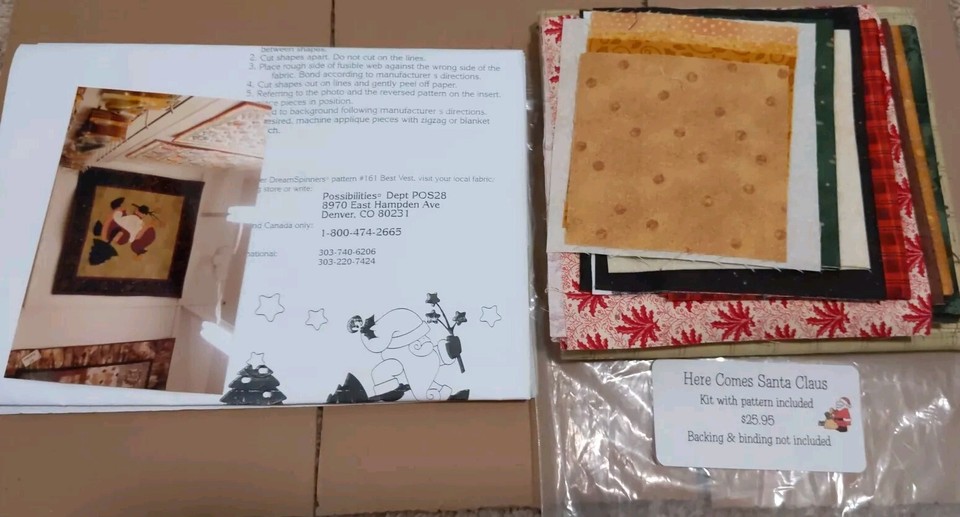 between shapes.
2. Cut shapes apart. Do not cut on the lines.
3. Place rough side of fusible web against the wrong side of the
fabric. Bond according to manufacturer s directions.
4. Cut shapes out on lines and gently peel off paper.
5. Referring to the photo and the reversed pattern on the insert,
pieces in position.
to background following manufacturer s directions.
machine applique pieces with zigzag or blanket
DreamSpinners® pattern #161 Best Vest, visit your local fabric
store or write:
Possibilities® Dept POS28
8970 East Hampden Ave
Denver, CO 80231
Canada only:
1-800-474-2665
303-740-6206
303-220-7424
Here Comes Santa Claus
Kit with pattern included
$25.95
Backing & binding not included